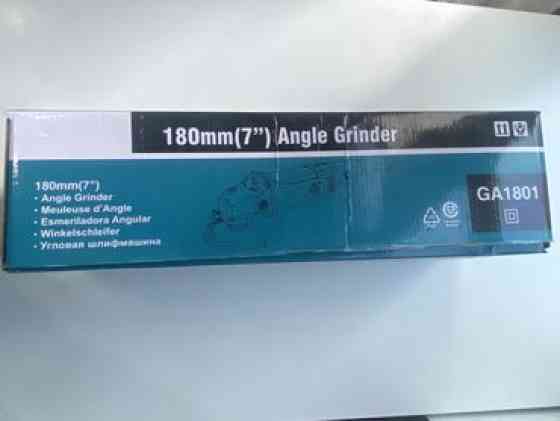 180mm(7") Angle Grinder
180mm(7")
• Angle Grinder
• Meuleuse d'Angle
• Esmeriladora Angular
• Winkelschleifer
• Угловая шлифмашина
GA1801